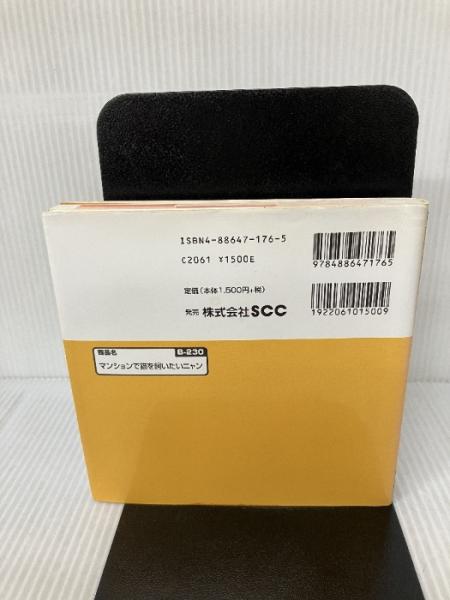 ISBN4-88647-176-5
C2061 ¥1500E
定価(本体1,500円+税)
発売 株式会社SCC
9784886471765
1922061015009
商品名 B-230
マンションで猫を飼いたいニャン